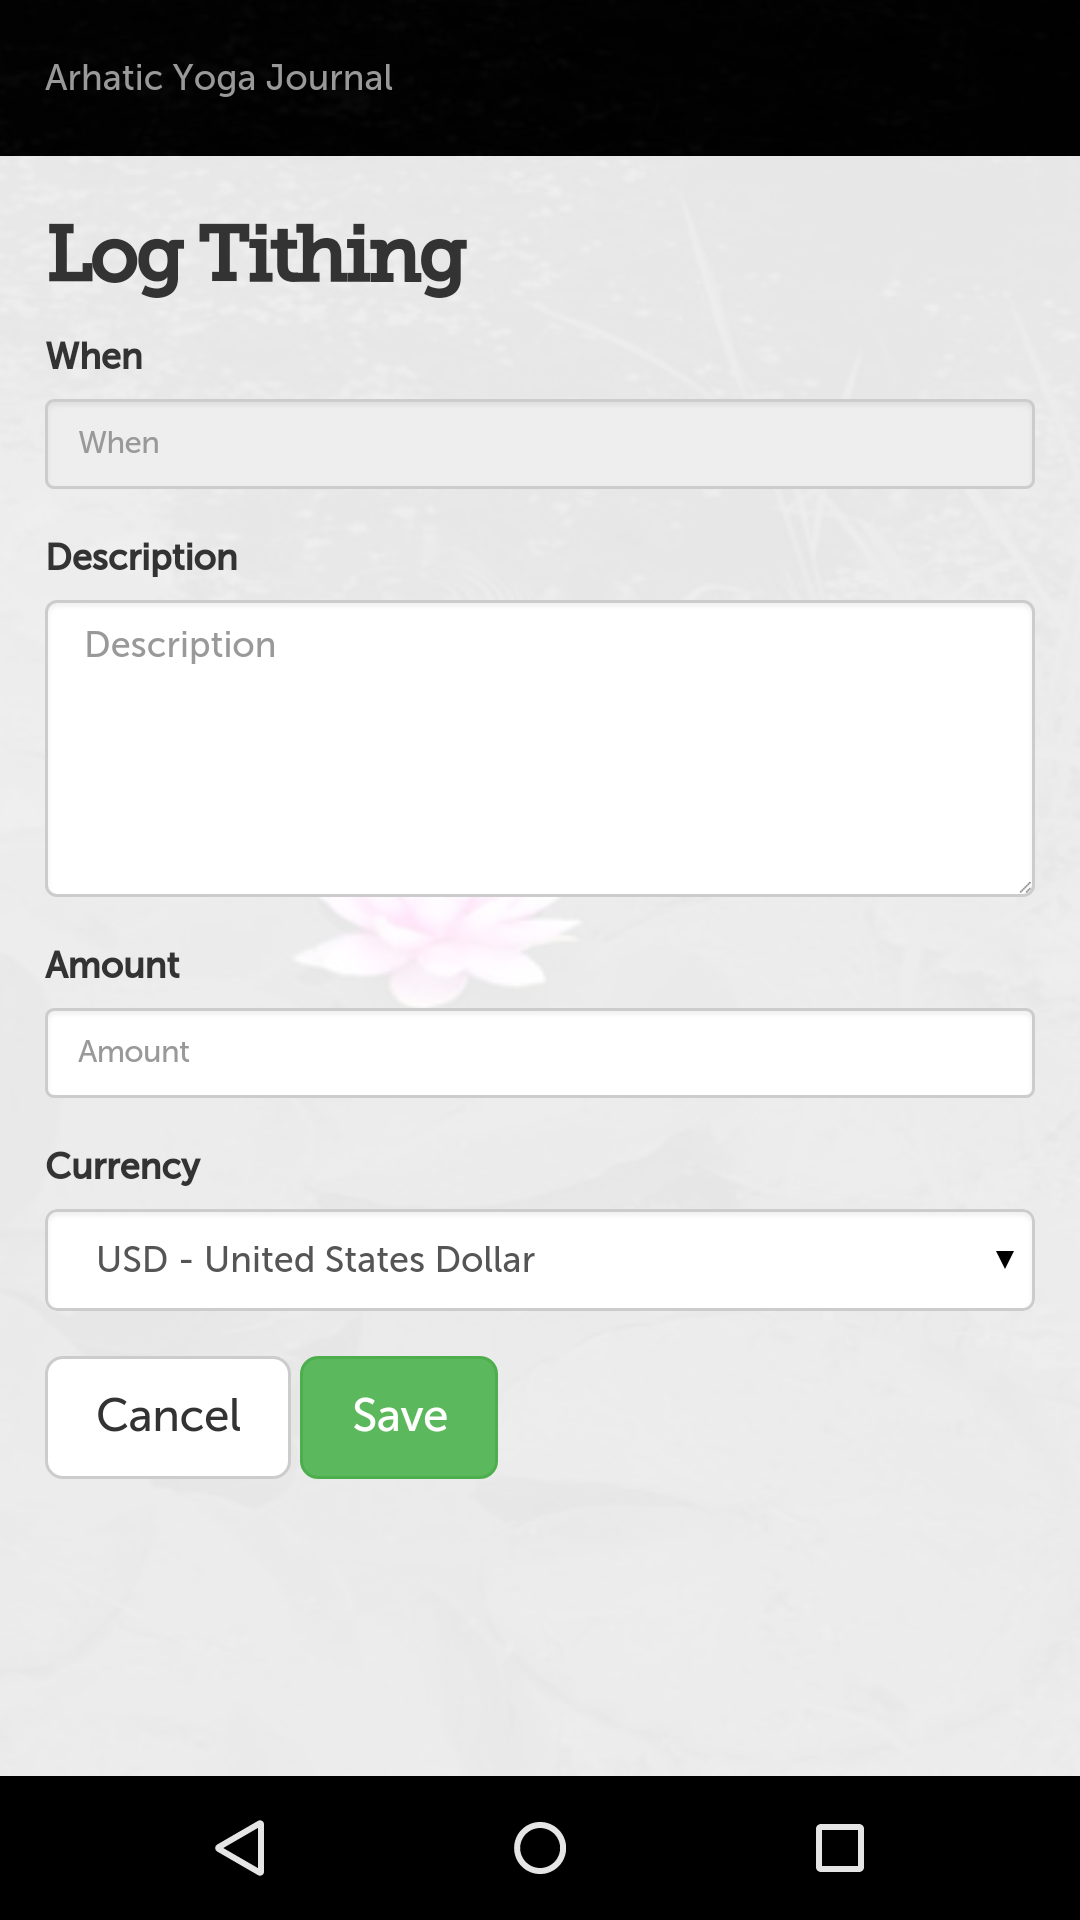 Arhatic Yoga Journal
Log Tithing
When
When
Description
Description
Amount
Amount
Currency
USD - United States Dollar
Cancel Save